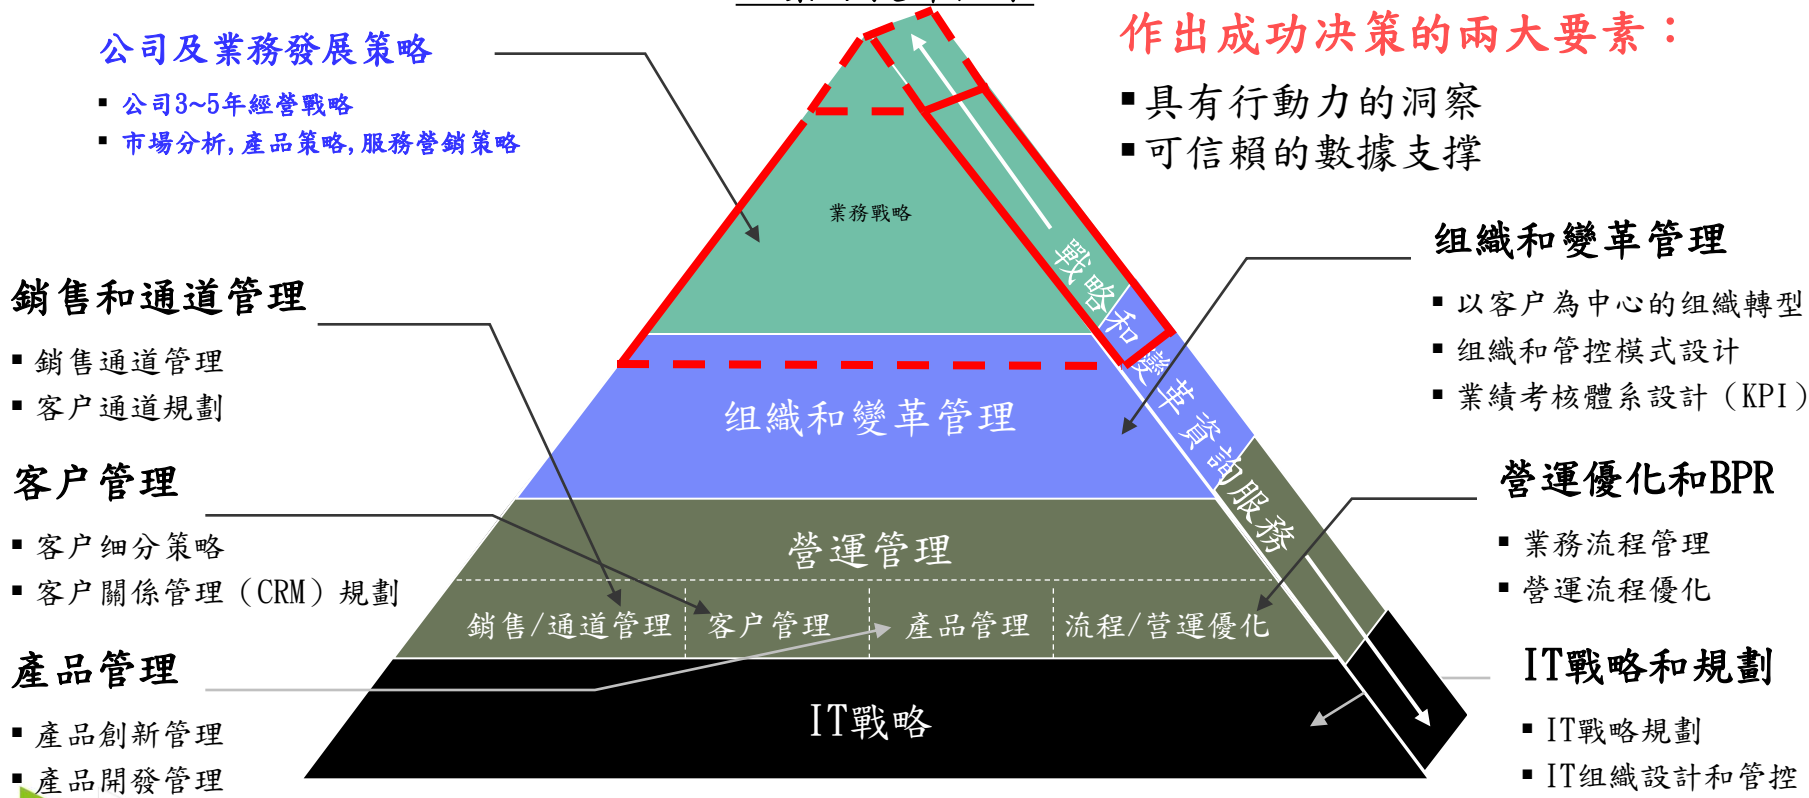 作出成功决策的兩大要素：
▪具有行動力的洞察
▪可信賴的數據支撑
公司及業務發展策略
▪ 公司3~5年經營戰略
▪ 市場分析,產品策略,服務營銷策略
銷售和通道管理
▪ 銷售通道管理
▪ 客户通道規劃
客户管理
▪ 客户细分策略
▪ 客户關係管理（CRM）規劃
產品管理
▪ 產品創新管理
▪ 產品開發管理
業務戰略
组織和變革管理
營運管理
銷售/通道管理
客户管理
產品管理
流程/营運優化
IT戰略
戰略和變革資詢服務
组織和變革管理
▪ 以客户為中心的组織轉型
▪ 组織和管控模式設计
▪ 業績考核體系設計（KPI）
營運優化和BPR
▪ 業務流程管理
▪ 營運流程優化
IT戰略和規劃
▪ IT戰略規劃
▪ IT组織設計和管控